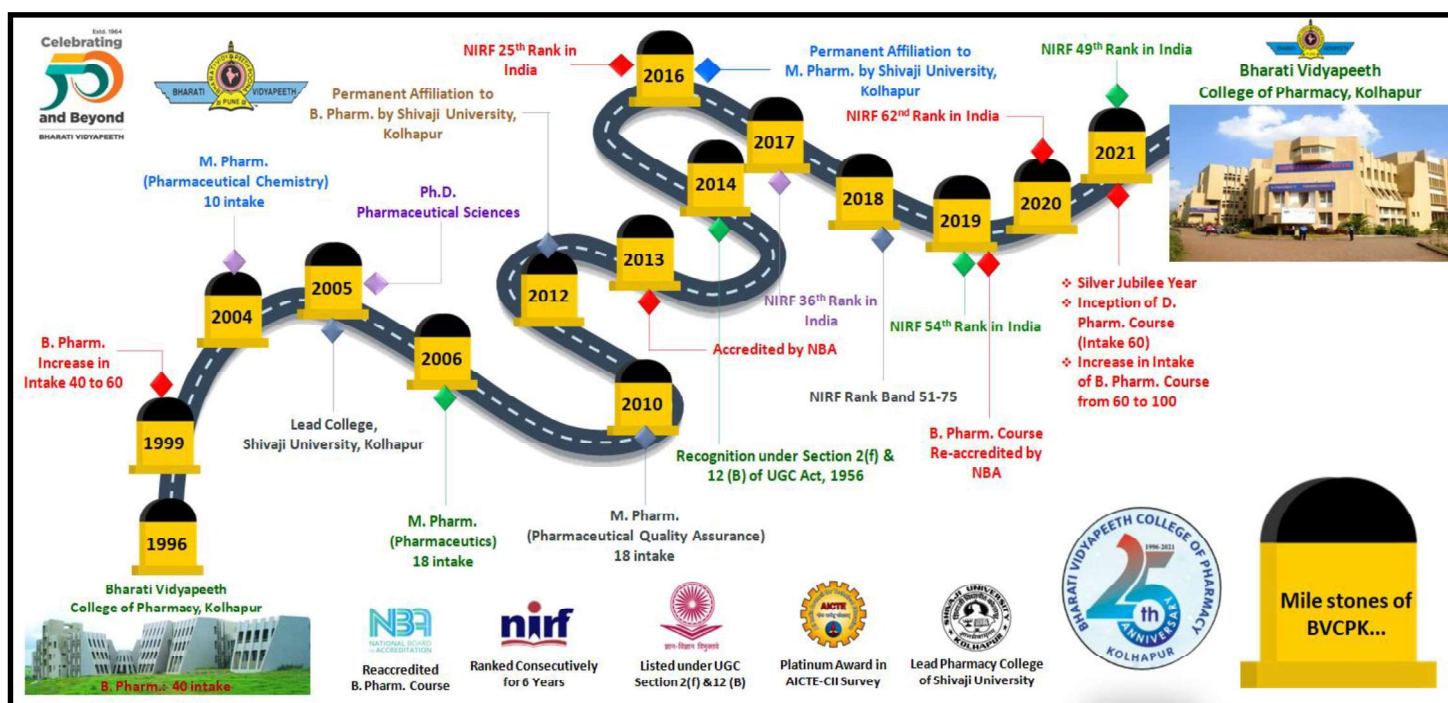 Estd. 1964
Celebrating
50
and Beyond
BHARATI VIDYAPEETH
BHARATI VIDYAPEETH
PUNE
1996
Bharati Vidyapeeth
College of Pharmacy, Kolhapur
B. Pharm.: 40 intake
1999
B. Pharm.
Increase in
Intake 40 to 60
2004
M. Pharm.
(Pharmaceutical Chemistry)
10 intake
2005
Ph.D.
Pharmaceutical Sciences
Lead College,
Shivaji University, Kolhapur
2006
M. Pharm.
(Pharmaceutics)
18 intake
2010
M. Pharm.
(Pharmaceutical Quality Assurance)
18 intake
2012
Permanent Affiliation to
B. Pharm. by Shivaji University,
Kolhapur
2013
Accredited by NBA
2014
Recognition under Section 2(f) &
12 (B) of UGC Act, 1956
2016
NIRF 25th Rank in
India
Permanent Affiliation to
M. Pharm. by Shivaji University,
Kolhapur
2017
NIRF 36th Rank in
India
2018
NIRF Rank Band 51-75
2019
NIRF 54th Rank in India
B. Pharm. Course
Re-accredited by
NBA
2020
NIRF 62nd Rank in India
2021
NIRF 49th Rank in India
❖ Silver Jubilee Year
❖ Inception of D.
Pharm. Course
(Intake 60)
❖ Increase in Intake
of B. Pharm. Course
from 60 to 100
BHARATI VIDYAPEETH
Bharati Vidyapeeth
College of Pharmacy, Kolhapur
NBA
NATIONAL BOARD
of ACCREDITATION
Reaccredited
B. Pharm. Course
nirf
Ranked Consecutively
for 6 Years
ज्ञान-विज्ञान विमुक्तये
Listed under UGC
Section 2(f) &12 (B)
AICTE
Platinum Award in
AICTE-CII Survey
SHIVAJI UNIVERSITY
KOLHAPUR
Lead Pharmacy College
of Shivaji University
BHARATI VIDYAPEETH COLLEGE OF PHARMACY
1996-2021
25th
ANNIVERSARY
KOLHAPUR
Mile stones of
BVCPK...